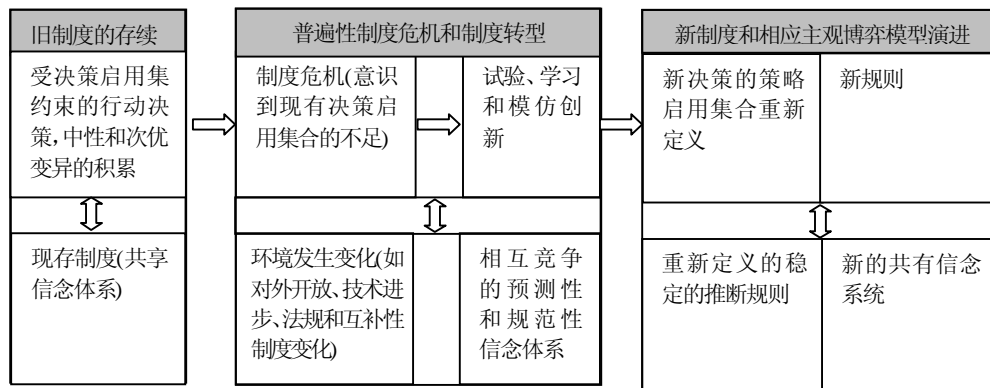 旧制度的存续
受决策启用集
约束的行动决
策,中性和次优
变异的积累
现存制度(共享
信念体系)
普遍性制度危机和制度转型
制度危机(意识
到现有决策启
用集合的不足)
试验、学习
和模仿创
新
环境发生变化(如
对外开放、技术进
步、法规和互补性
制度变化)
相互竞争
的预测性
和规范性
信念体系
新制度和相应主观博弈模型演进
新决策的策略
启用集合重新
定义
新规则
重新定义的稳
定的推断规则
新的共有信念
系统